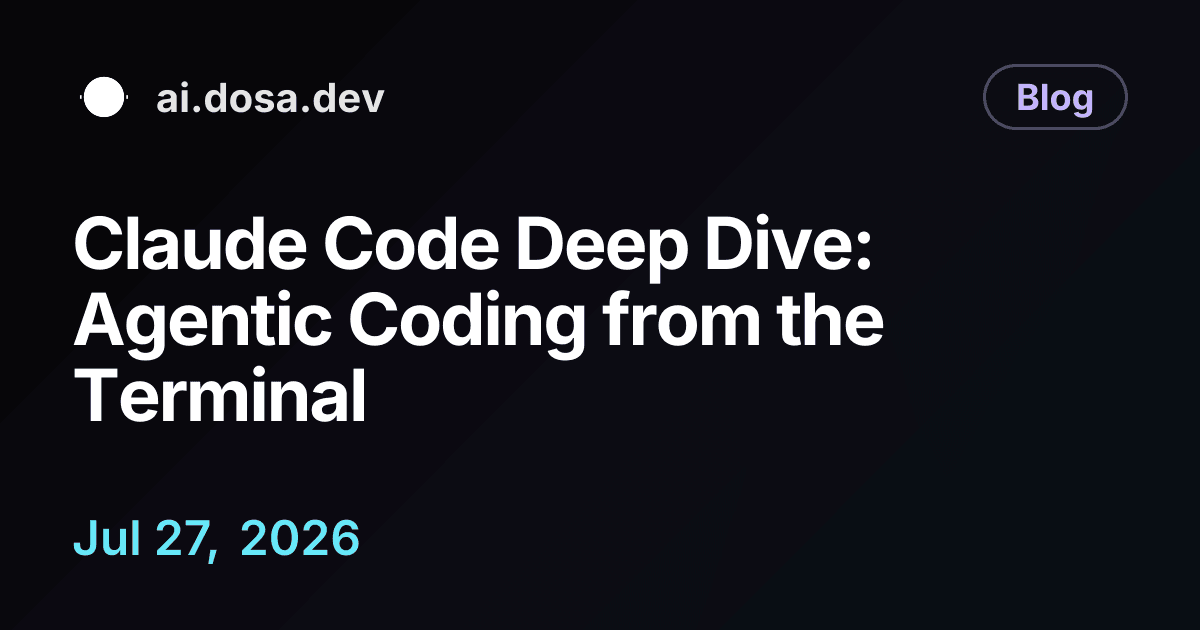 ai.dosa.dev
Blog
Claude Code Deep Dive:
Agentic Coding from the
Terminal
Jul 27, 2026